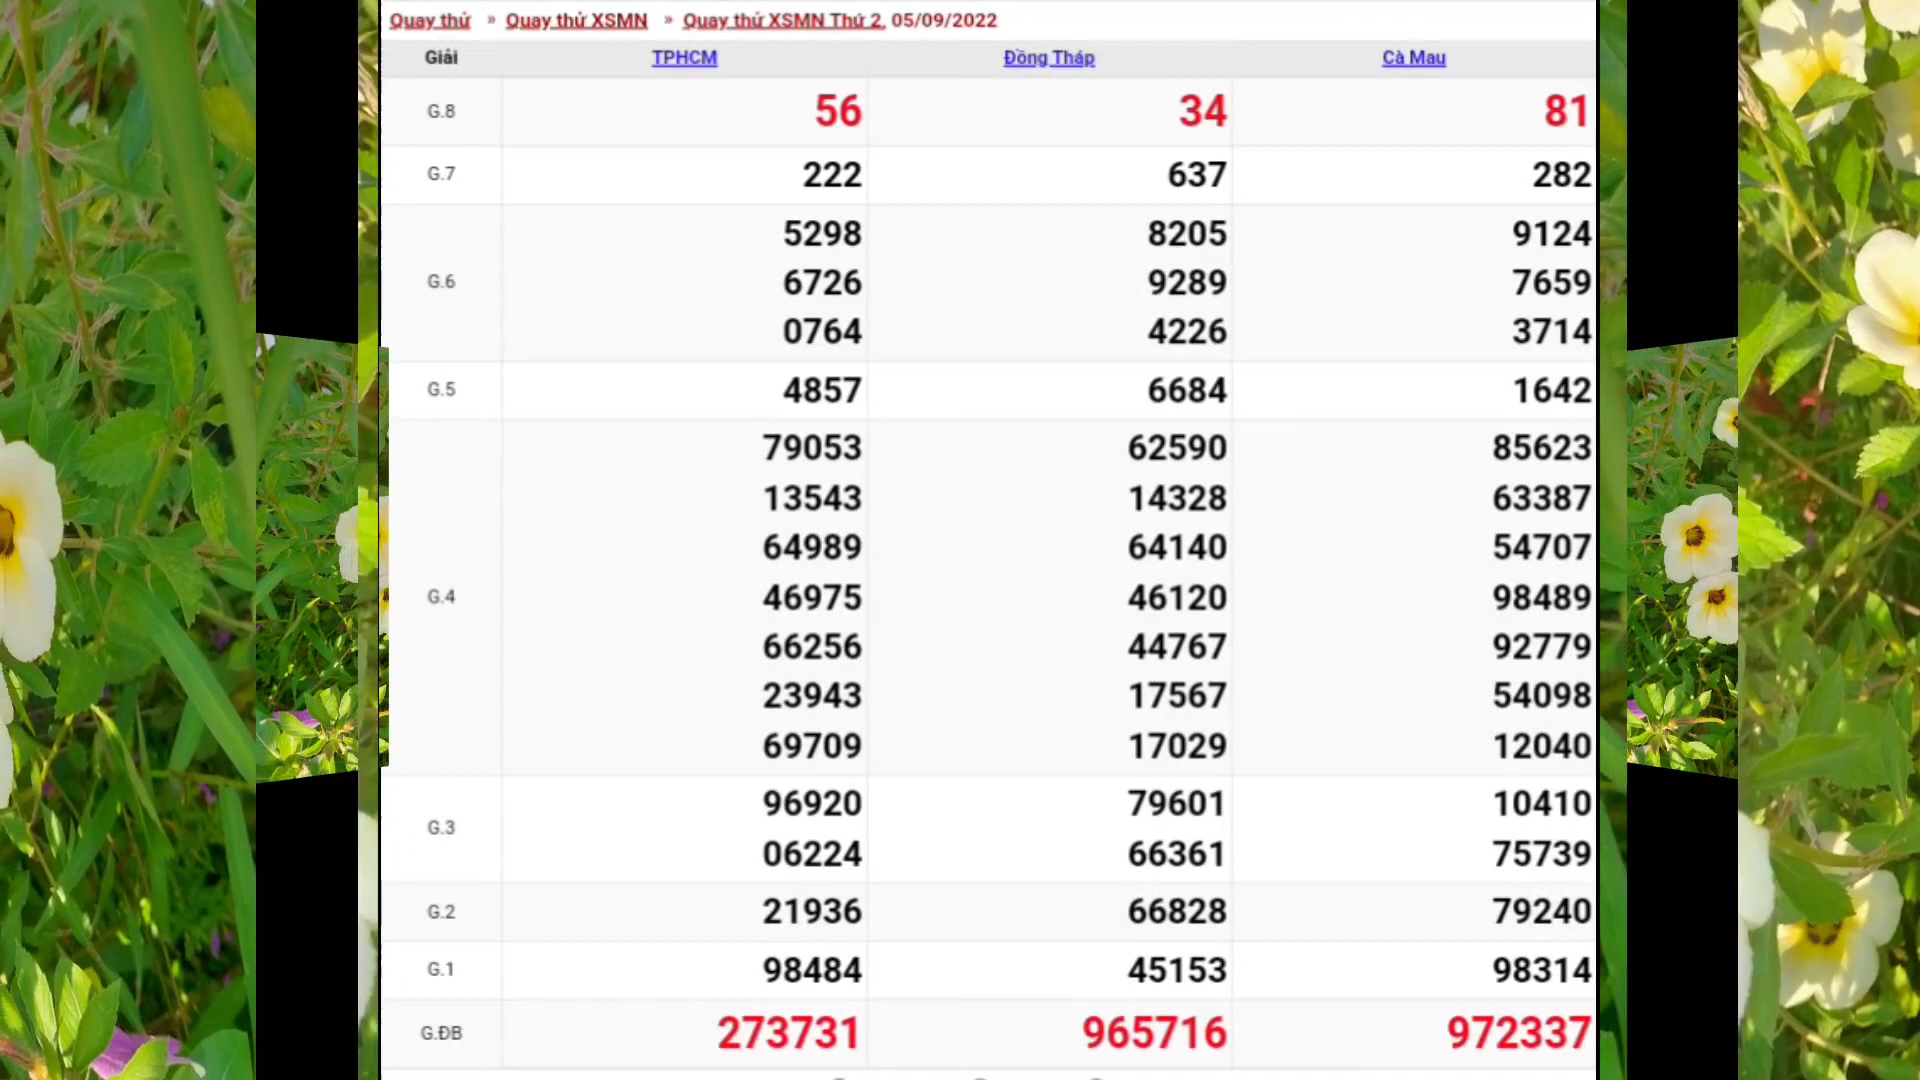 Quay thử » Quay thử XSMN » Quay thử XSMN Thứ 2, 05/09/2022
Giải TPHCM Đồng Tháp Cà Mau
G.8 56 34 81
G.7 222 637 282
5298 8205 9124
G.6 6726 9289 7659
0764 4226 3714
G.5 4857 6684 1642
79053 62590 85623
13543 14328 63387
64989 64140 54707
G.4 46975 46120 98489
66256 44767 92779
23943 17567 54098
69709 17029 12040
G.3 96920 79601 10410
06224 66361 75739
G.2 21936 66828 79240
G.1 98484 45153 98314
G.ĐB 273731 965716 972337